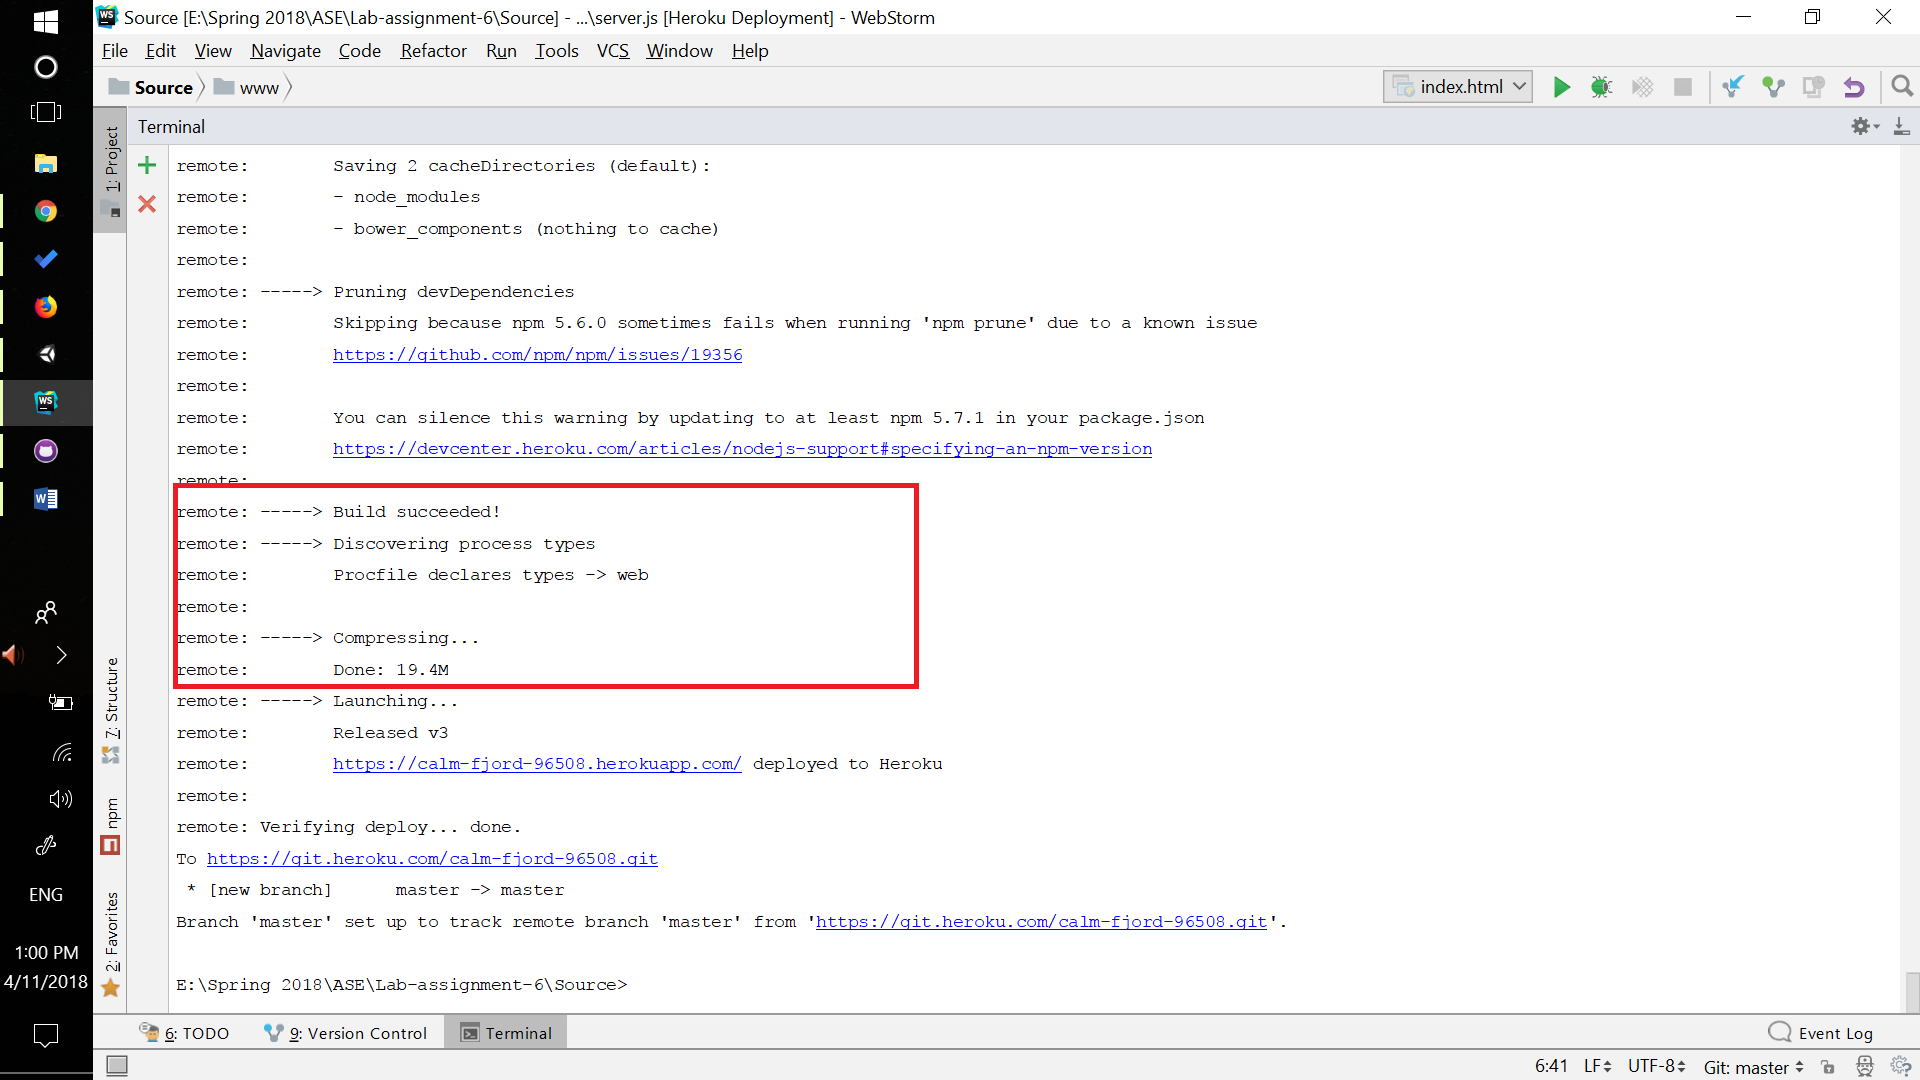 Source [E:\Spring 2018\ASE\Lab-assignment-6\Source] - ...\server.js [Heroku Deployment] - WebStorm
File Edit View Navigate Code Refactor Run Tools VCS Window Help
Source www index.html
Terminal
1: Project
remote:        Saving 2 cacheDirectories (default):
remote:        - node_modules
remote:        - bower_components (nothing to cache)
remote:
remote: -----> Pruning devDependencies
remote:        Skipping because npm 5.6.0 sometimes fails when running 'npm prune' due to a known issue
remote:        https://github.com/npm/npm/issues/19356
remote:
remote:        You can silence this warning by updating to at least npm 5.7.1 in your package.json
remote:        https://devcenter.heroku.com/articles/nodejs-support#specifying-an-npm-version
remote:
remote: -----> Build succeeded!
remote: -----> Discovering process types
remote:        Procfile declares types -> web
remote:
remote: -----> Compressing...
remote:        Done: 19.4M
remote: -----> Launching...
remote:        Released v3
remote:        https://calm-fjord-96508.herokuapp.com/ deployed to Heroku
remote:
remote: Verifying deploy... done.
To https://git.heroku.com/calm-fjord-96508.git
 * [new branch]      master -> master
Branch 'master' set up to track remote branch 'master' from 'https://git.heroku.com/calm-fjord-96508.git'.
E:\Spring 2018\ASE\Lab-assignment-6\Source>
7: Structure
npm
2: Favorites
WS
W
ENG
1:00 PM
4/11/2018
6: TODO 9: Version Control Terminal Event Log
6:41 LF UTF-8 Git: master